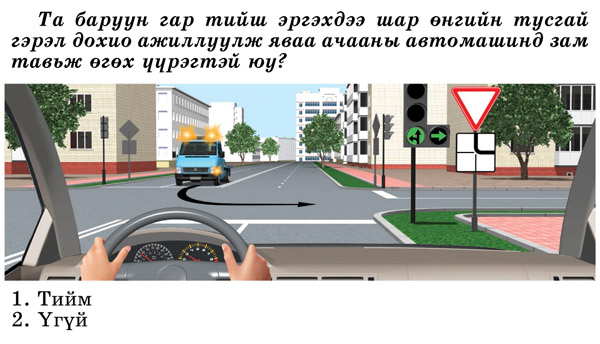 Та баруун гар тийш эргэхдээ шар өнгийн тусгай
гэрэл дохио ажиллуулж яваа ачааны автомашинд зам
тавьж өгөх үүрэгтэй юу?
1. Тийм
2. Үгүй